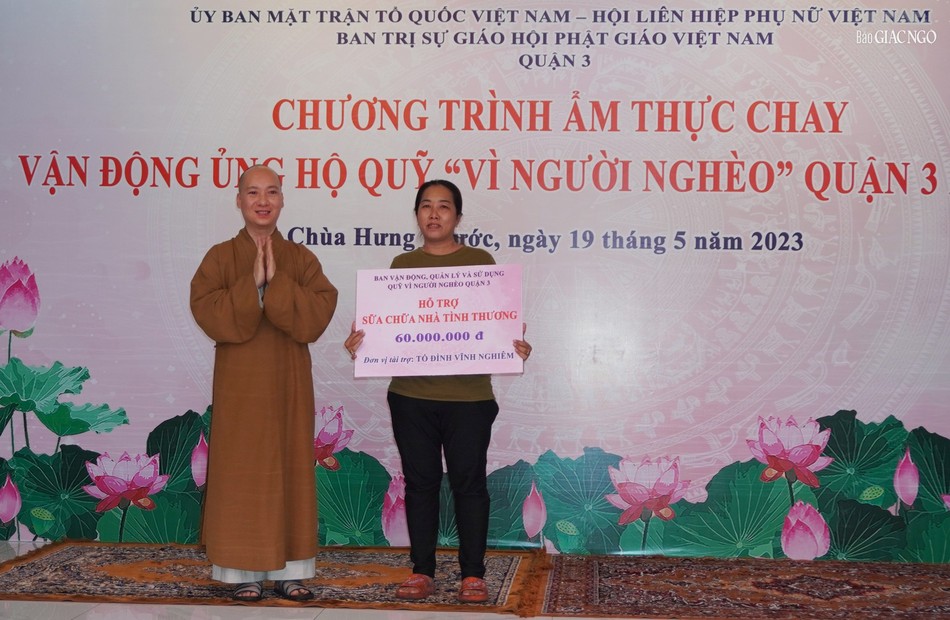 ỦY BAN MẶT TRẬN TỔ QUỐC VIỆT NAM – HỘI LIÊN HIỆP PHỤ NỮ VIỆT NAM
BAN TRỊ SỰ GIÁO HỘI PHẬT GIÁO VIỆT NAM
QUẬN 3
Báo GIÁC NGỘ
CHƯƠNG TRÌNH ẨM THỰC CHAY
VẬN ĐỘNG ỦNG HỘ QUỸ “VÌ NGƯỜI NGHÈO” QUẬN 3
Chùa Hưng ước, ngày 19 tháng 5 năm 2023
BAN VẬN ĐỘNG, QUẢN LÝ VÀ SỬ DỤNG
QUỸ VÌ NGƯỜI NGHÈO QUẬN 3
HỖ TRỢ
SỬA CHỮA NHÀ TÌNH THƯƠNG
60.000.000 đ
Đơn vị tài trợ: TỔ ĐÌNH VĨNH NGHIÊM